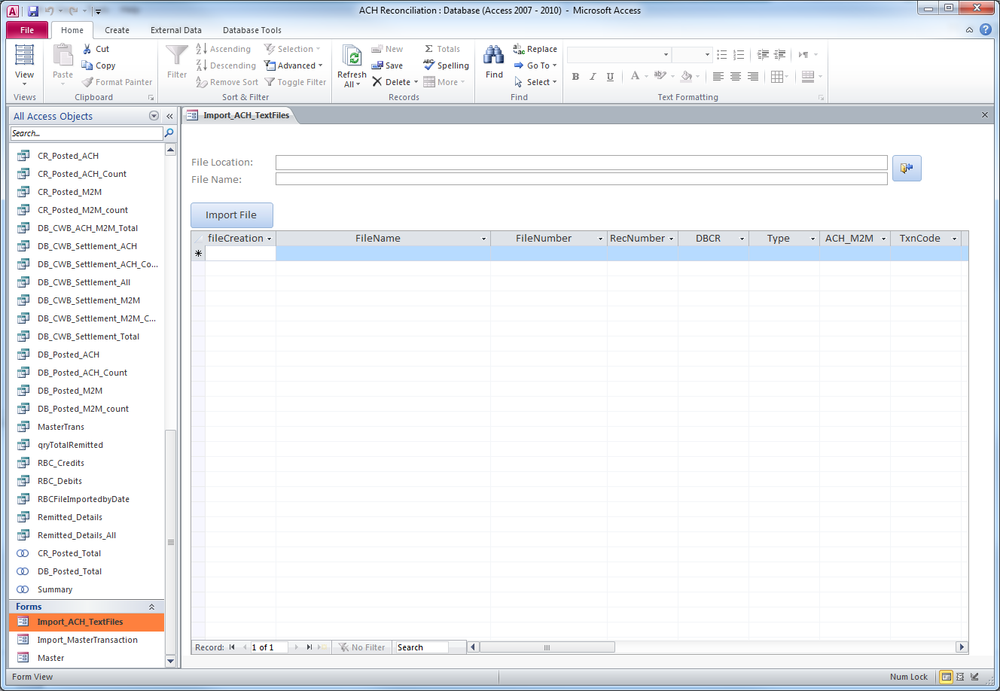 ACH Reconciliation : Database (Access 2007 - 2010)  -  Microsoft Access
File Home Create External Data Database Tools
View
Views
Paste
Cut
Copy
Format Painter
Clipboard
Filter
Ascending
Descending
Remove Sort
Selection
Advanced
Toggle Filter
Sort & Filter
Refresh
All
New
Save
Delete
Totals
Spelling
More
Records
Find
Replace
Go To
Select
Find
B I U A
Text Formatting
All Access Objects
Search...
CR_Posted_ACH
CR_Posted_ACH_Count
CR_Posted_M2M
CR_Posted_M2M_count
DB_CWB_ACH_M2M_Total
DB_CWB_Settlement_ACH
DB_CWB_Settlement_ACH_Co...
DB_CWB_Settlement_All
DB_CWB_Settlement_M2M
DB_CWB_Settlement_M2M_C...
DB_CWB_Settlement_Total
DB_Posted_ACH
DB_Posted_ACH_Count
DB_Posted_M2M
DB_Posted_M2M_count
MasterTrans
qryTotalRemitted
RBC_Credits
RBC_Debits
RBCFileImportedbyDate
Remitted_Details
Remitted_Details_All
CR_Posted_Total
DB_Posted_Total
Summary
Forms
Import_ACH_TextFiles
Import_MasterTransaction
Master
Import_ACH_TextFiles
File Location:
File Name:
Import File
fileCreation FileName FileNumber RecNumber DBCR Type ACH_M2M TxnCode
Record: 1 of 1 No Filter Search
Form View Num Lock